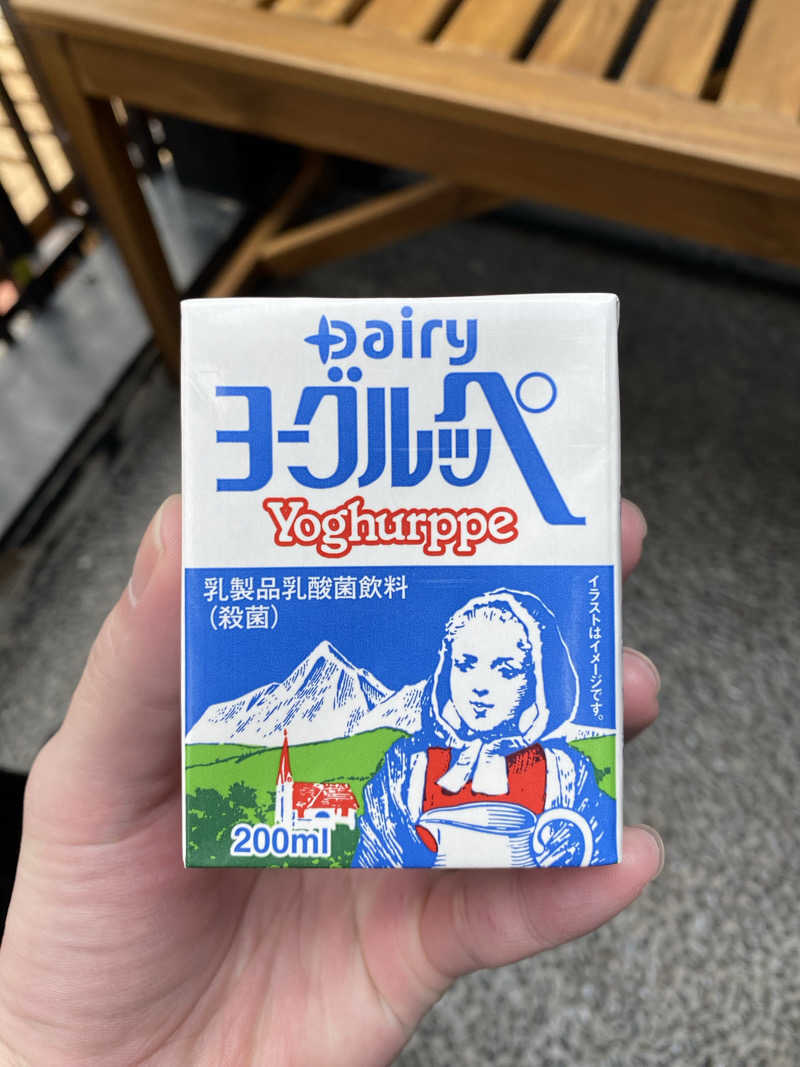 Dairy
ヨーグルッペ
Yoghurppe
乳製品乳酸菌飲料
（殺菌）
イラストはイメージです。
200ml